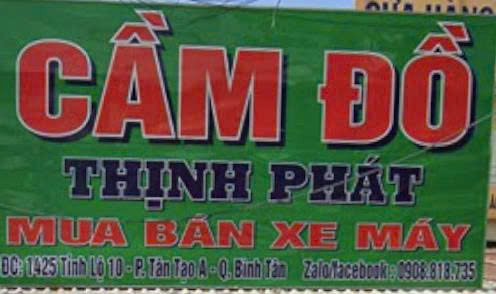 CẦM ĐỒ
THỊNH PHÁT
MUA BÁN XE MÁY
ĐC: 1425 Tỉnh Lộ 10 - P. Tân Tạo A - Q. Bình Tân Zalo/facebook: 0908.818.735